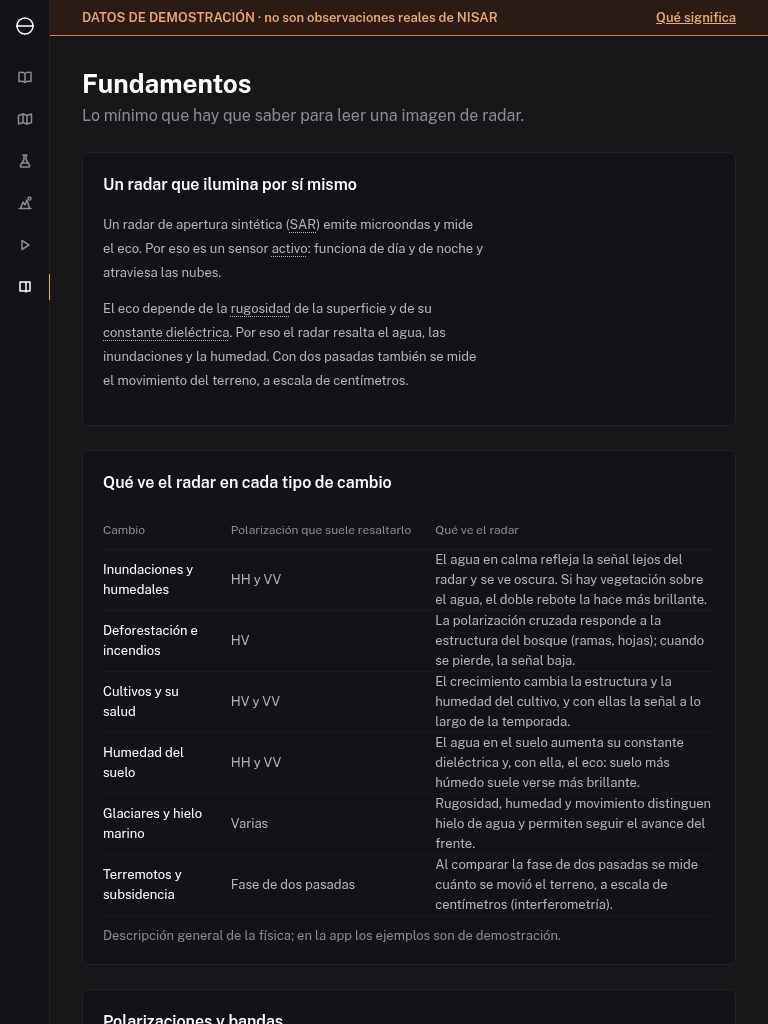 DATOS DE DEMOSTRACIÓN · no son observaciones reales de NISAR
Qué significa
Fundamentos
Lo mínimo que hay que saber para leer una imagen de radar.
Un radar que ilumina por sí mismo
Un radar de apertura sintética (SAR) emite microondas y mide
el eco. Por eso es un sensor activo: funciona de día y de noche y
atraviesa las nubes.
El eco depende de la rugosidad de la superficie y de su
constante dieléctrica. Por eso el radar resalta el agua, las
inundaciones y la humedad. Con dos pasadas también se mide
el movimiento del terreno, a escala de centímetros.
Qué ve el radar en cada tipo de cambio
Cambio
Polarización que suele resaltarlo
Qué ve el radar
Inundaciones y
humedales
HH y VV
El agua en calma refleja la señal lejos del
radar y se ve oscura. Si hay vegetación sobre
el agua, el doble rebote la hace más brillante.
Deforestación e
incendios
HV
La polarización cruzada responde a la
estructura del bosque (ramas, hojas); cuando
se pierde, la señal baja.
Cultivos y su
salud
HV y VV
El crecimiento cambia la estructura y la
humedad del cultivo, y con ellas la señal a lo
largo de la temporada.
Humedad del
suelo
HH y VV
El agua en el suelo aumenta su constante
dieléctrica y, con ella, el eco: suelo más
húmedo suele verse más brillante.
Glaciares y hielo
marino
Varias
Rugosidad, humedad y movimiento distinguen
hielo de agua y permiten seguir el avance del
frente.
Terremotos y
subsidencia
Fase de dos pasadas
Al comparar la fase de dos pasadas se mide
cuánto se movió el terreno, a escala de
centímetros (interferometría).
Descripción general de la física; en la app los ejemplos son de demostración.
Polarizaciones y bandas